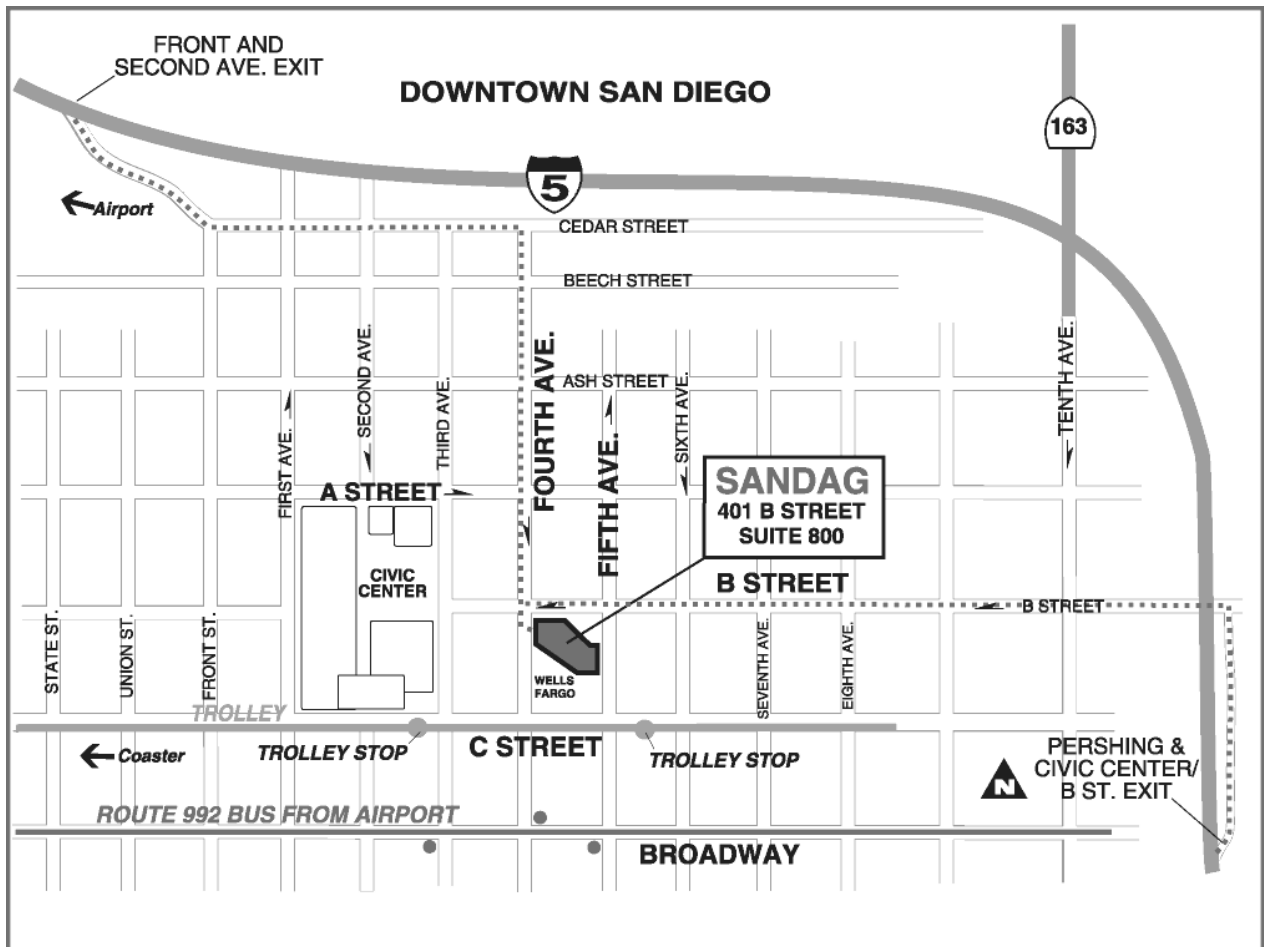 FRONT AND
SECOND AVE. EXIT
DOWNTOWN SAN DIEGO
163
5
Airport
CEDAR STREET
BEECH STREET
ASH STREET
FIRST AVE.
SECOND AVE.
THIRD AVE.
FOURTH AVE.
FIFTH AVE.
SIXTH AVE.
TENTH AVE.
A STREET
SANDAG
401 B STREET
SUITE 800
CIVIC
CENTER
B STREET
B STREET
STATE ST.
UNION ST.
FRONT ST.
WELLS
FARGO
SEVENTH AVE.
EIGHTH AVE.
TROLLEY
TROLLEY STOP
C STREET
TROLLEY STOP
Coaster
N
PERSHING &
CIVIC CENTER/
B ST. EXIT
ROUTE 992 BUS FROM AIRPORT
BROADWAY